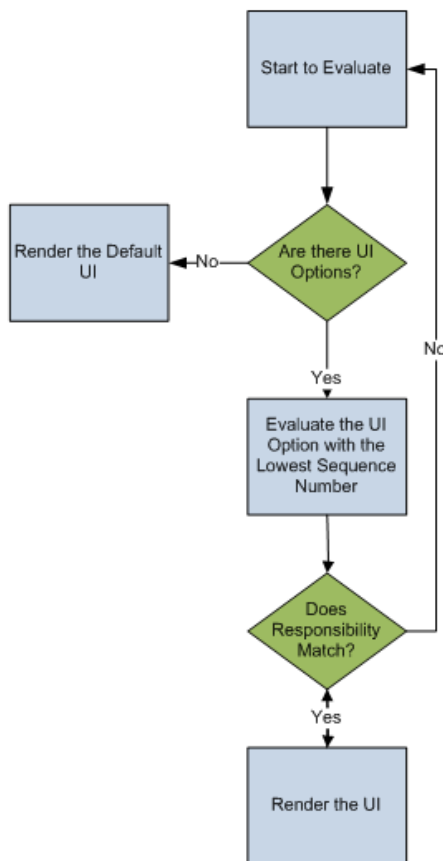 Start to Evaluate
Render the Default
UI
No
Are there UI
Options?
No
Yes
Evaluate the UI
Option with the
Lowest Sequence
Number
Does
Responsibility
Match?
Yes
Render the UI